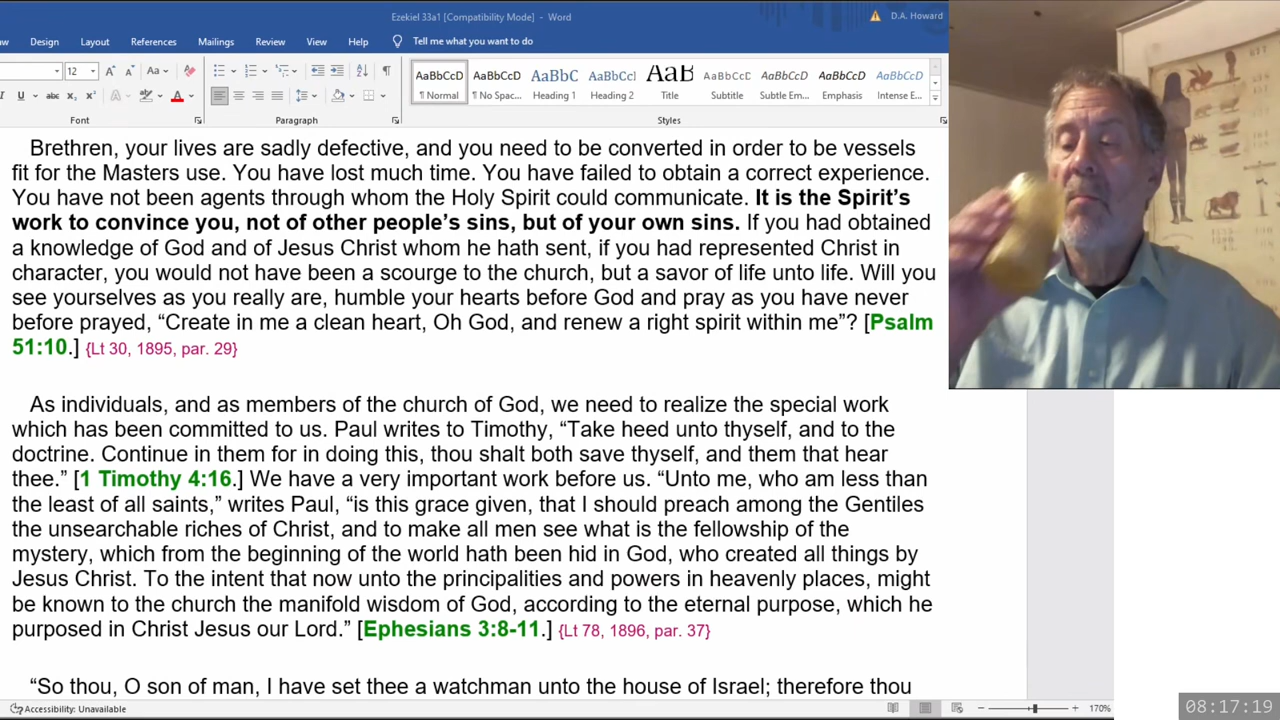 Ezekiel 33a1 [Compatibility Mode] - Word
D.A. Howard
Design Layout References Mailings Review View Help Tell me what you want to do
12 Aa
U abc X₂ X² A
AaBbCcD AaBbCcD AaBbC AaBbCcI AaB AaBbCcD AaBbCcD AaBbCcD AaBbCcD
¶ Normal ¶ No Spac... Heading 1 Heading 2 Title Subtitle Subtle Em... Emphasis Intense E...
Font Paragraph Styles
Brethren, your lives are sadly defective, and you need to be converted in order to be vessels
fit for the Masters use. You have lost much time. You have failed to obtain a correct experience.
You have not been agents through whom the Holy Spirit could communicate. It is the Spirit’s
work to convince you, not of other people’s sins, but of your own sins. If you had obtained
a knowledge of God and of Jesus Christ whom he hath sent, if you had represented Christ in
character, you would not have been a scourge to the church, but a savor of life unto life. Will you
see yourselves as you really are, humble your hearts before God and pray as you have never
before prayed, “Create in me a clean heart, Oh God, and renew a right spirit within me”? [Psalm
51:10.] {Lt 30, 1895, par. 29}
As individuals, and as members of the church of God, we need to realize the special work
which has been committed to us. Paul writes to Timothy, “Take heed unto thyself, and to the
doctrine. Continue in them for in doing this, thou shalt both save thyself, and them that hear
thee.” [1 Timothy 4:16.] We have a very important work before us. “Unto me, who am less than
the least of all saints,” writes Paul, “is this grace given, that I should preach among the Gentiles
the unsearchable riches of Christ, and to make all men see what is the fellowship of the
mystery, which from the beginning of the world hath been hid in God, who created all things by
Jesus Christ. To the intent that now unto the principalities and powers in heavenly places, might
be known to the church the manifold wisdom of God, according to the eternal purpose, which he
purposed in Christ Jesus our Lord.” [Ephesians 3:8-11.] {Lt 78, 1896, par. 37}
“So thou, O son of man, I have set thee a watchman unto the house of Israel; therefore thou
Accessibility: Unavailable
170%
08:17:19